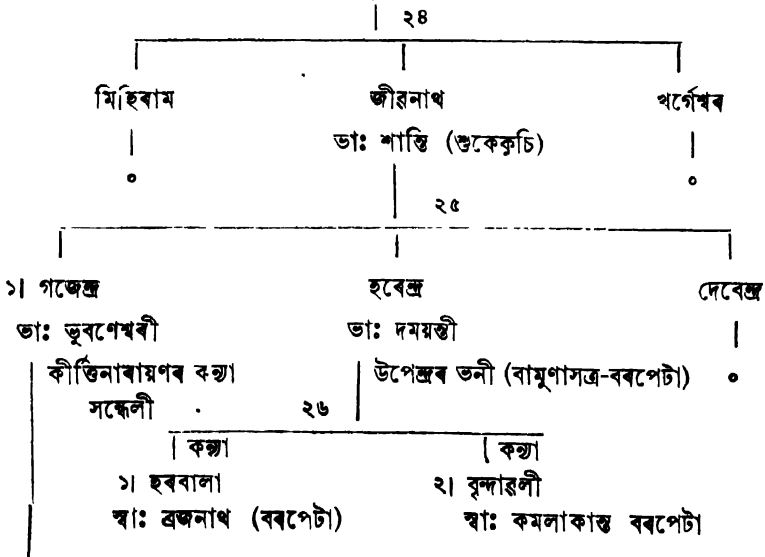 ২৪
মিহিৰাম জীৱনাথ খৰ্গেশ্বৰ
ভাঃ শান্তি (শুকেকুচি)
২৫
১। গজেন্দ্ৰ হৰেন্দ্ৰ দেবেন্দ্ৰ
ভাঃ ভুবণেশ্বৰী ভাঃ দময়ন্তী
কীৰ্ত্তিনাৰায়ণৰ কন্যা উপেন্দ্ৰৰ ভনী (বামুণাসত্ৰ-বৰপেটা)
সন্ধেলী ২৬
কন্যা কন্যা
১। হৰবালা ২। বৃন্দাৱলী
স্বাঃ ব্ৰজনাথ (বৰপেটা) স্বাঃ কমলাকান্ত বৰপেটা